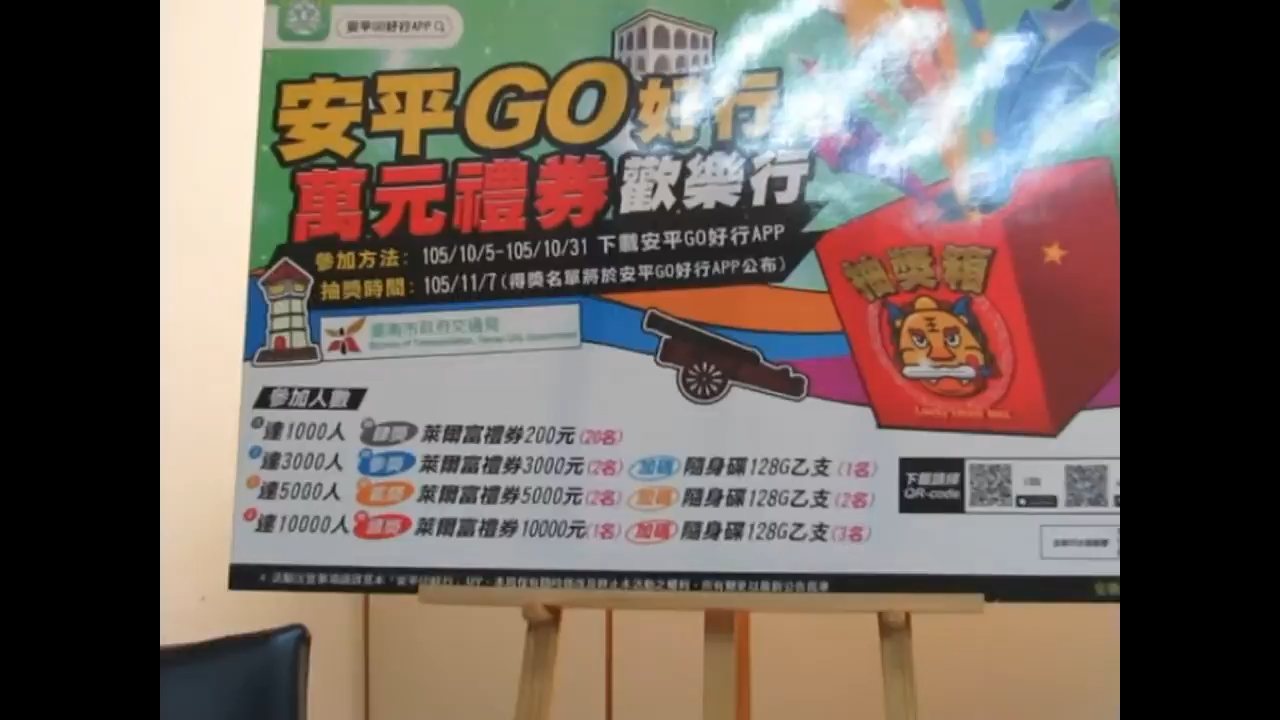 安平GO好行APP
安平GO好行
萬元禮券歡樂行
參加方法：105/10/5-105/10/31 下載安平GO好行APP
抽獎時間：105/11/7(得獎名單將於安平GO好行APP公布)
臺南市政府交通局
抽獎箱
王
參加人數
達1000人 萊爾富禮券200元(20名)
達3000人 萊爾富禮券3000元(2名) 加碼 隨身碟128G乙支(1名)
達5000人 萊爾富禮券5000元(2名) 加碼 隨身碟128G乙支(2名)
達10000人 萊爾富禮券10000元(1名) 加碼 隨身碟128G乙支(3名)
下載請掃
QR-code